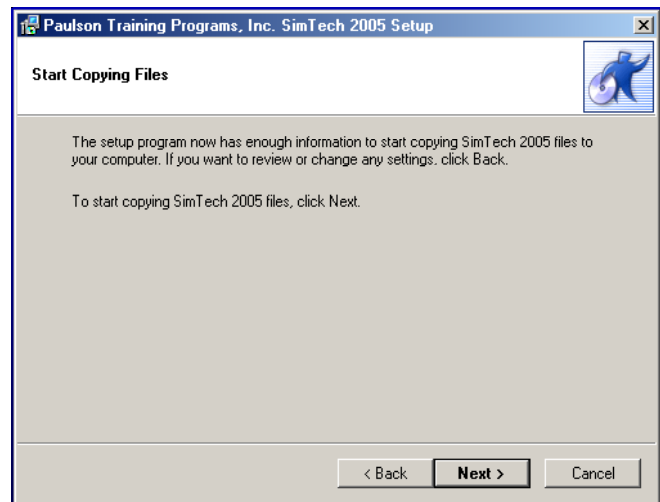 Paulson Training Programs, Inc. SimTech 2005 Setup
Start Copying Files
The setup program now has enough information to start copying SimTech 2005 files to
your computer. If you want to review or change any settings, click Back.
To start copying SimTech 2005 files, click Next.
< Back Next > Cancel